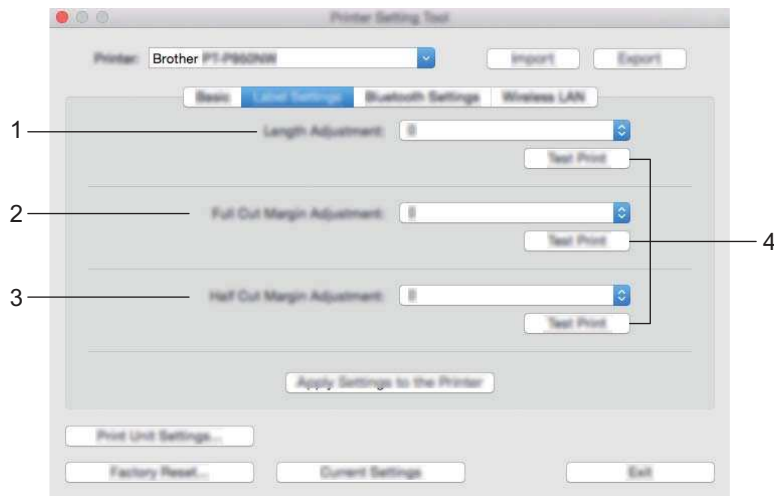 Printer Setting Tool
Printer: Brother PT-P950NW Import Export
Basic Label Settings Bluetooth Settings Wireless LAN
1 Length Adjustment: 0
Test Print
2 Full Cut Margin Adjustment: 0
Test Print 4
3 Half Cut Margin Adjustment: 0
Test Print
Apply Settings to the Printer
Print Unit Settings...
Factory Reset... Current Settings Exit